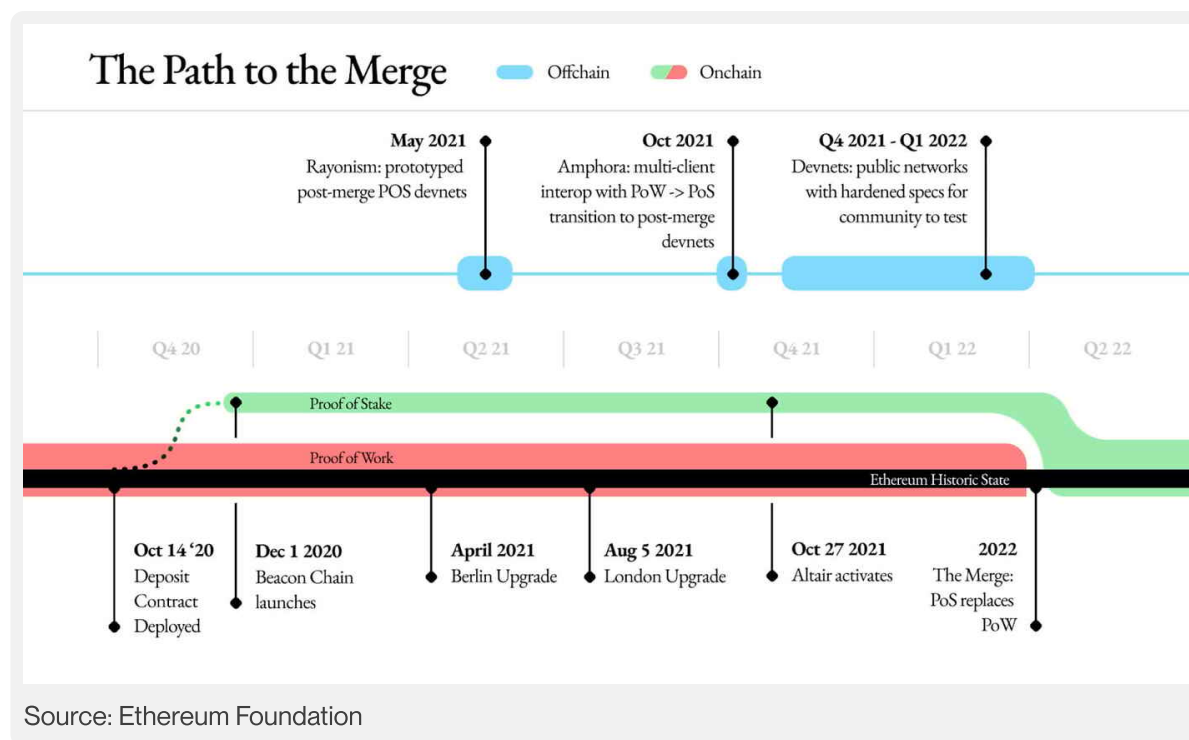 The Path to the Merge
Offchain
Onchain
May 2021
Rayonism: prototyped
post-merge POS devnets
Oct 2021
Amphora: multi-client
interop with PoW -> PoS
transition to post-merge
devnets
Q4 2021 - Q1 2022
Devnets: public networks
with hardened specs for
community to test
Q4 20
Q1 21
Q2 21
Q3 21
Q4 21
Q1 22
Q2 22
Proof of Stake
Proof of Work
Ethereum Historic State
Oct 14 ‘20
Deposit
Contract
Deployed
Dec 1 2020
Beacon Chain
launches
April 2021
Berlin Upgrade
Aug 5 2021
London Upgrade
Oct 27 2021
Altair activates
2022
The Merge:
PoS replaces
PoW
Source: Ethereum Foundation